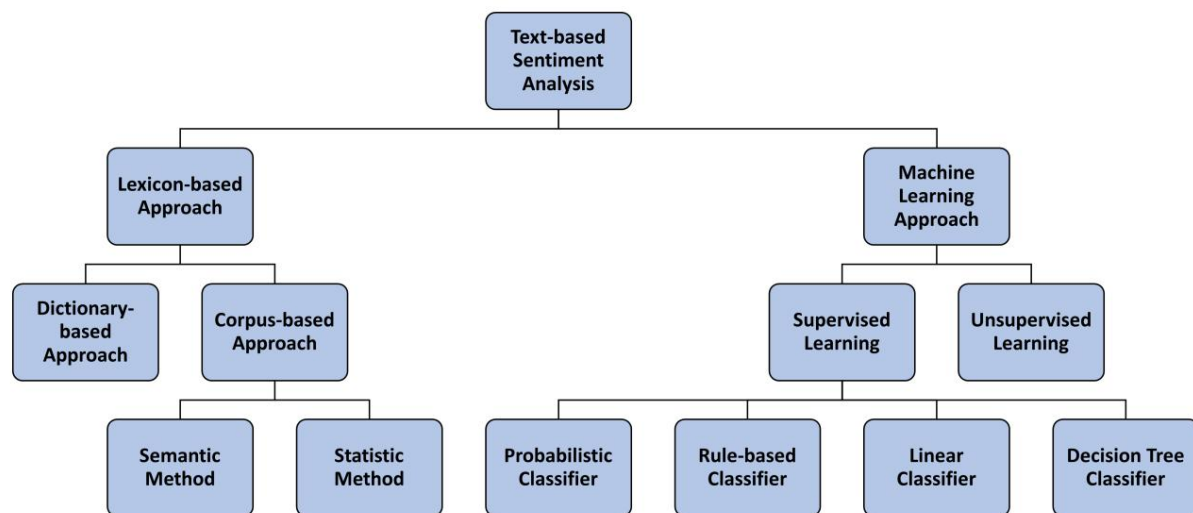 Text-based
Sentiment
Analysis
Lexicon-based
Approach
Machine
Learning
Approach
Dictionary-
based
Approach
Corpus-based
Approach
Supervised
Learning
Unsupervised
Learning
Semantic
Method
Statistic
Method
Probabilistic
Classifier
Rule-based
Classifier
Linear
Classifier
Decision Tree
Classifier